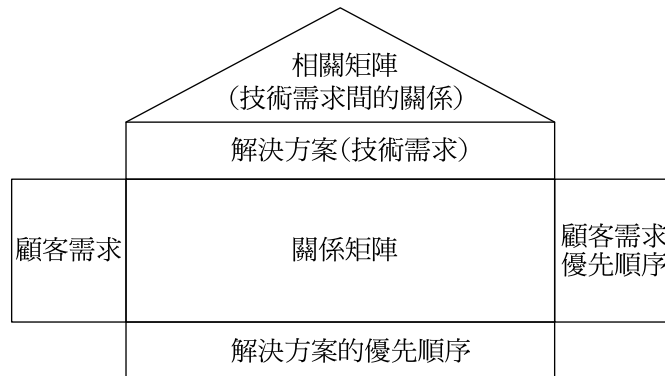 相關矩陣
(技術需求間的關係)
解決方案(技術需求)
顧客需求
關係矩陣
顧客需求
優先順序
解決方案的優先順序